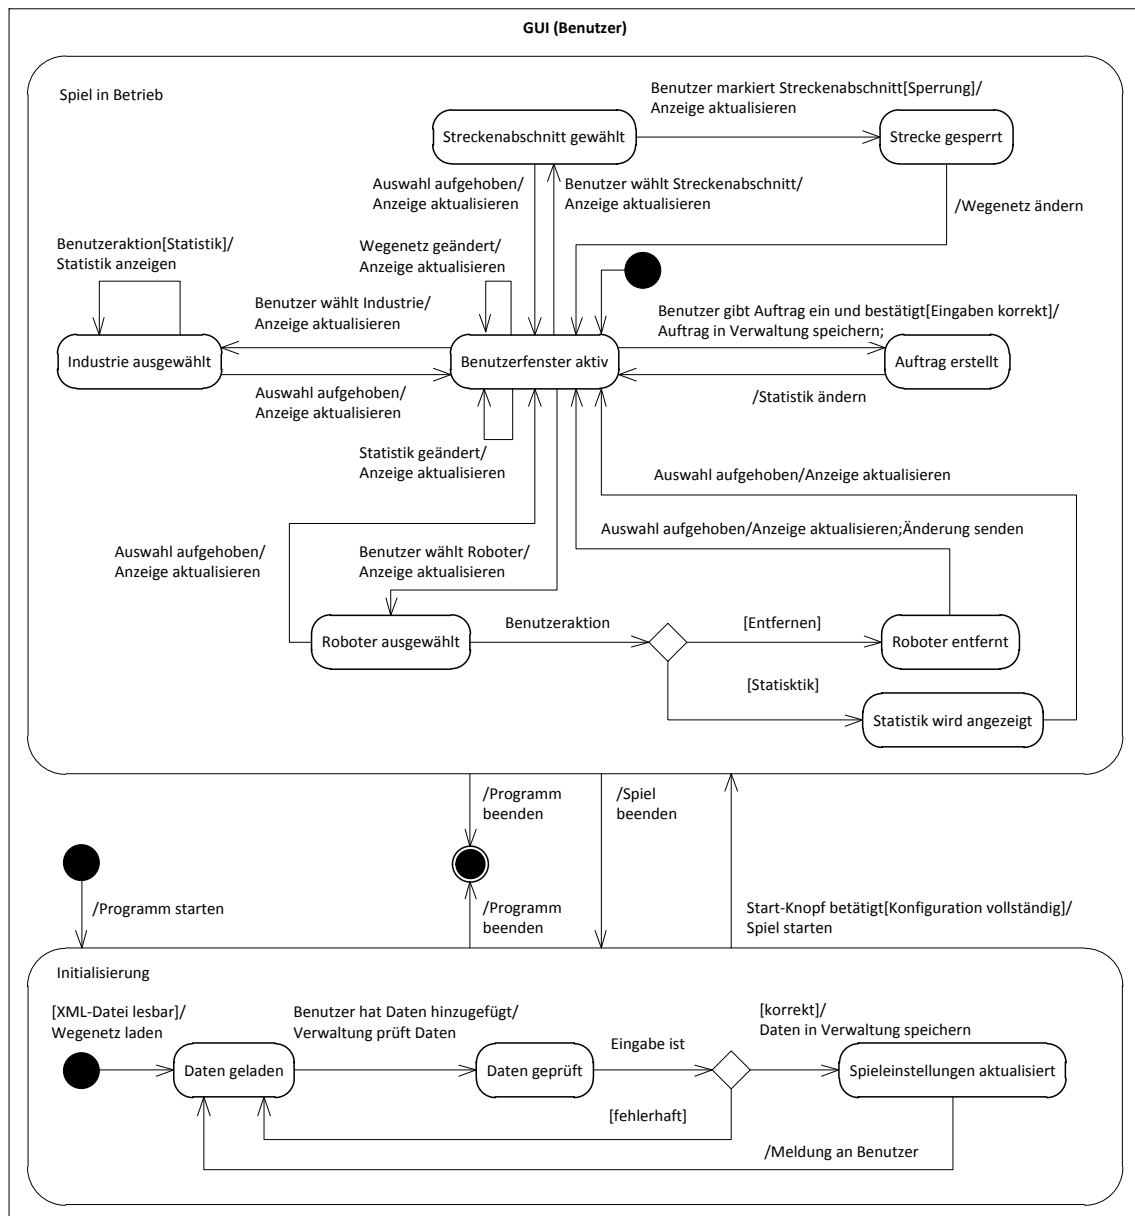 GUI (Benutzer)
Spiel in Betrieb
Benutzer markiert Streckenabschnitt[Sperrung]/
Anzeige aktualisieren
Streckenabschnitt gewählt
Strecke gesperrt
Auswahl aufgehoben/
Anzeige aktualisieren
Benutzer wählt Streckenabschnitt/
Anzeige aktualisieren
/Wegenetz ändern
Benutzeraktion[Statistik]/
Statistik anzeigen
Wegenetz geändert/
Anzeige aktualisieren
Benutzer wählt Industrie/
Anzeige aktualisieren
Benutzer gibt Auftrag ein und bestätigt[Eingaben korrekt]/
Auftrag in Verwaltung speichern;
Industrie ausgewählt
Benutzerfenster aktiv
Auftrag erstellt
Auswahl aufgehoben/
Anzeige aktualisieren
/Statistik ändern
Statistik geändert/
Anzeige aktualisieren
Auswahl aufgehoben/Anzeige aktualisieren
Auswahl aufgehoben/Anzeige aktualisieren;Änderung senden
Auswahl aufgehoben/
Anzeige aktualisieren
Benutzer wählt Roboter/
Anzeige aktualisieren
Roboter ausgewählt
Benutzeraktion
[Entfernen]
Roboter entfernt
[Statisktik]
Statistik wird angezeigt
/Programm
beenden
/Spiel
beenden
/Programm starten
/Programm
beenden
Start-Knopf betätigt[Konfiguration vollständig]/
Spiel starten
Initialisierung
[XML-Datei lesbar]/
Wegenetz laden
Benutzer hat Daten hinzugefügt/
Verwaltung prüft Daten
Eingabe ist
[korrekt]/
Daten in Verwaltung speichern
Daten geladen
Daten geprüft
Spieleinstellungen aktualisiert
[fehlerhaft]
/Meldung an Benutzer